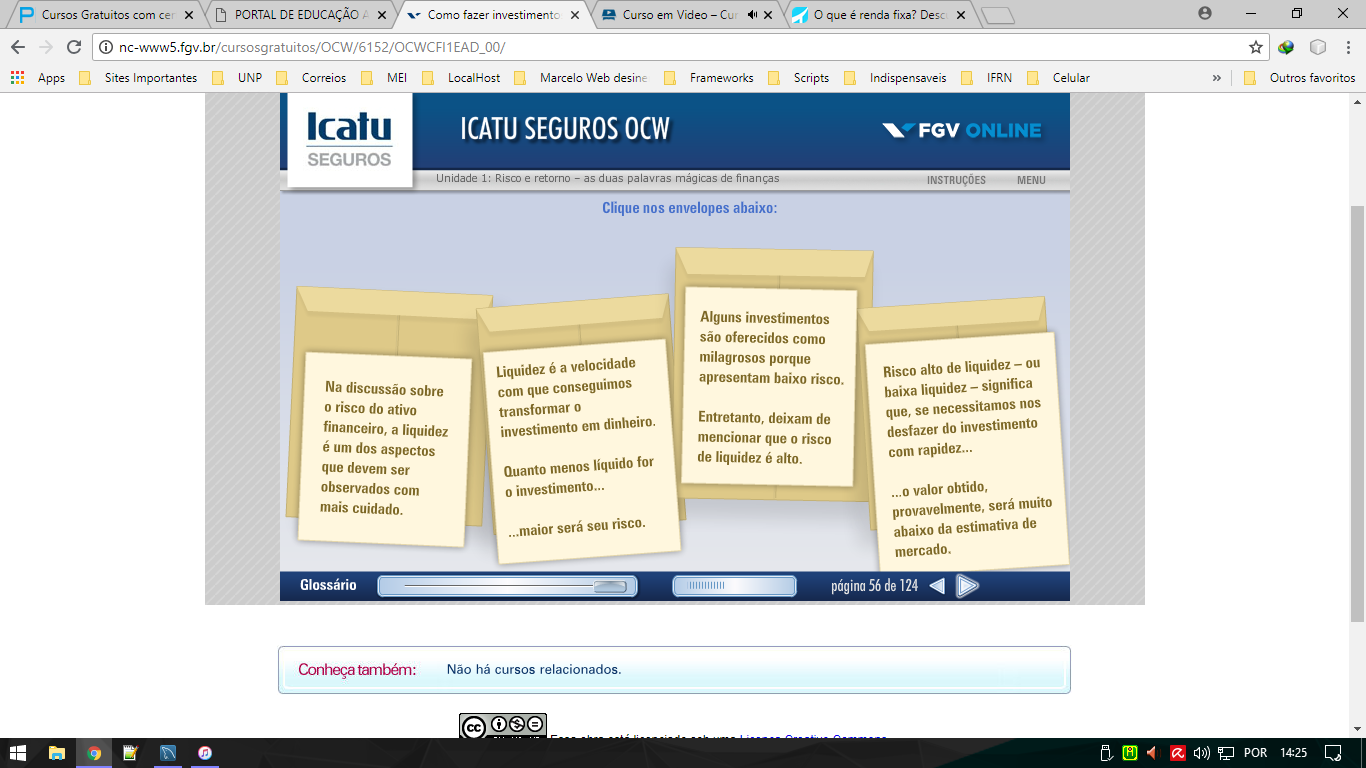 Cursos Gratuitos com cer
PORTAL DE EDUCAÇÃO A
Como fazer investimento
Curso em Video – Cur
O que é renda fixa? Desc
nc-www5.fgv.br/cursosgratuitos/OCW/6152/OCWCFI1EAD_00/
Apps Sites Importantes UNP Correios MEI LocalHost Marcelo Web desine Frameworks Scripts Indispensaveis IFRN Celular » Outros favoritos
Icatu
SEGUROS
ICATU SEGUROS OCW
FGV ONLINE
Unidade 1: Risco e retorno – as duas palavras mágicas de finanças
INSTRUÇÕES MENU
Clique nos envelopes abaixo:
Na discussão sobre
o risco do ativo
financeiro, a liquidez
é um dos aspectos
que devem ser
observados com
mais cuidado.
Liquidez é a velocidade
com que conseguimos
transformar o
investimento em dinheiro.
Quanto menos líquido for
o investimento...
...maior será seu risco.
Alguns investimentos
são oferecidos como
milagrosos porque
apresentam baixo risco.
Entretanto, deixam de
mencionar que o risco
de liquidez é alto.
Risco alto de liquidez – ou
baixa liquidez – significa
que, se necessitamos nos
desfazer do investimento
com rapidez...
...o valor obtido,
provavelmente, será muito
abaixo da estimativa de
mercado.
Glossário
página 56 de 124
Conheça também: Não há cursos relacionados.
cc
Essa obra está licenciada sob uma Licença Creative Commons
POR 14:25